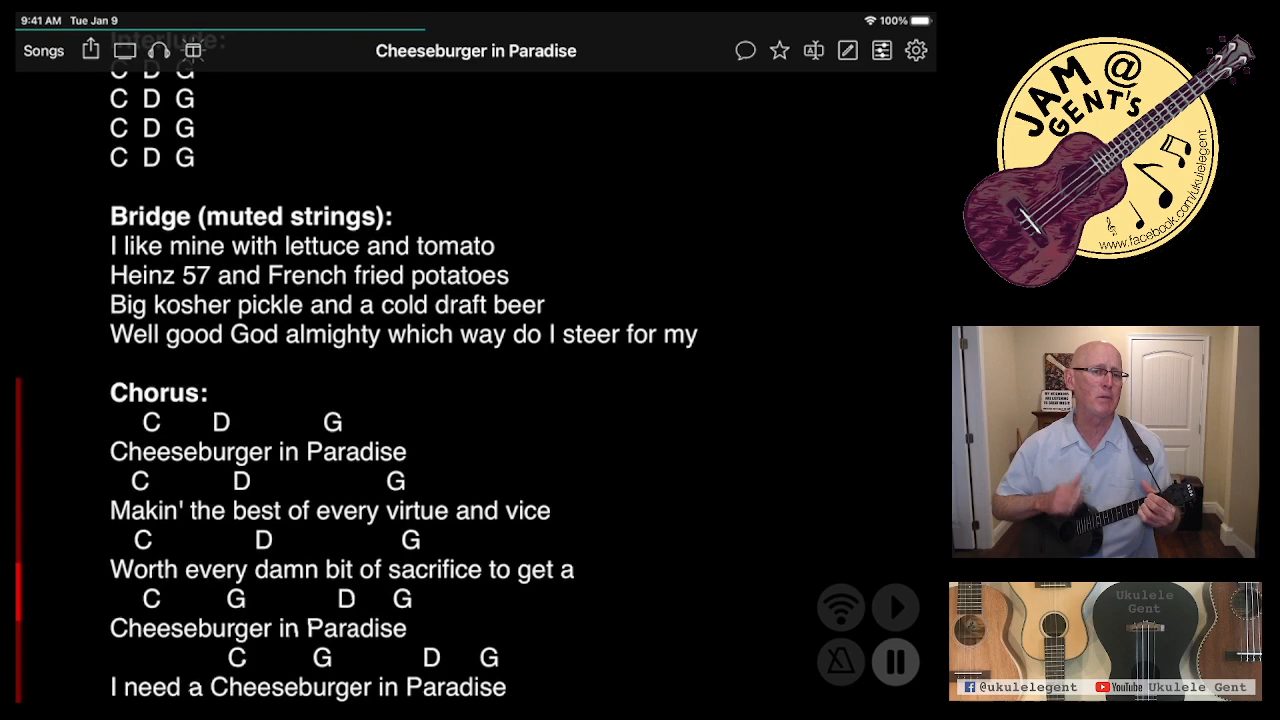 9:41 AM Tue Jan 9
100%
Songs
Cheeseburger in Paradise
Interlude:
C D G
C D G
C D G
C D G
Bridge (muted strings):
I like mine with lettuce and tomato
Heinz 57 and French fried potatoes
Big kosher pickle and a cold draft beer
Well good God almighty which way do I steer for my
Chorus:
C D G
Cheeseburger in Paradise
C D G
Makin' the best of every virtue and vice
C D G
Worth every damn bit of sacrifice to get a
C G D G
Cheeseburger in Paradise
C G D G
I need a Cheeseburger in Paradise
JAM @
GENT'S
www.facebook.com/ukulelegent
Ukulele
Gent
@ukulelegent
YouTube Ukulele Gent